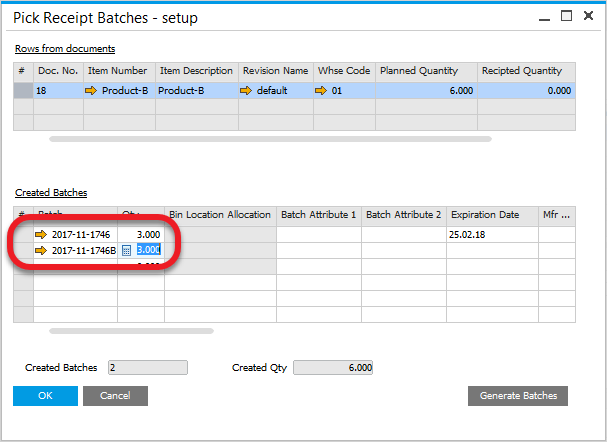 Pick Receipt Batches - setup
Rows from documents
# Doc. No. Item Number Item Description Revision Name Whse Code Planned Quantity Recipted Quantity
18 Product-B Product-B default 01 6.000 0.000
Created Batches
# Batch Qty Bin Location Allocation Batch Attribute 1 Batch Attribute 2 Expiration Date Mfr ...
2017-11-1746 3.000 25.02.18
2017-11-1746B 3.000
0.000
Created Batches 2 Created Qty 6.000
OK Cancel Generate Batches